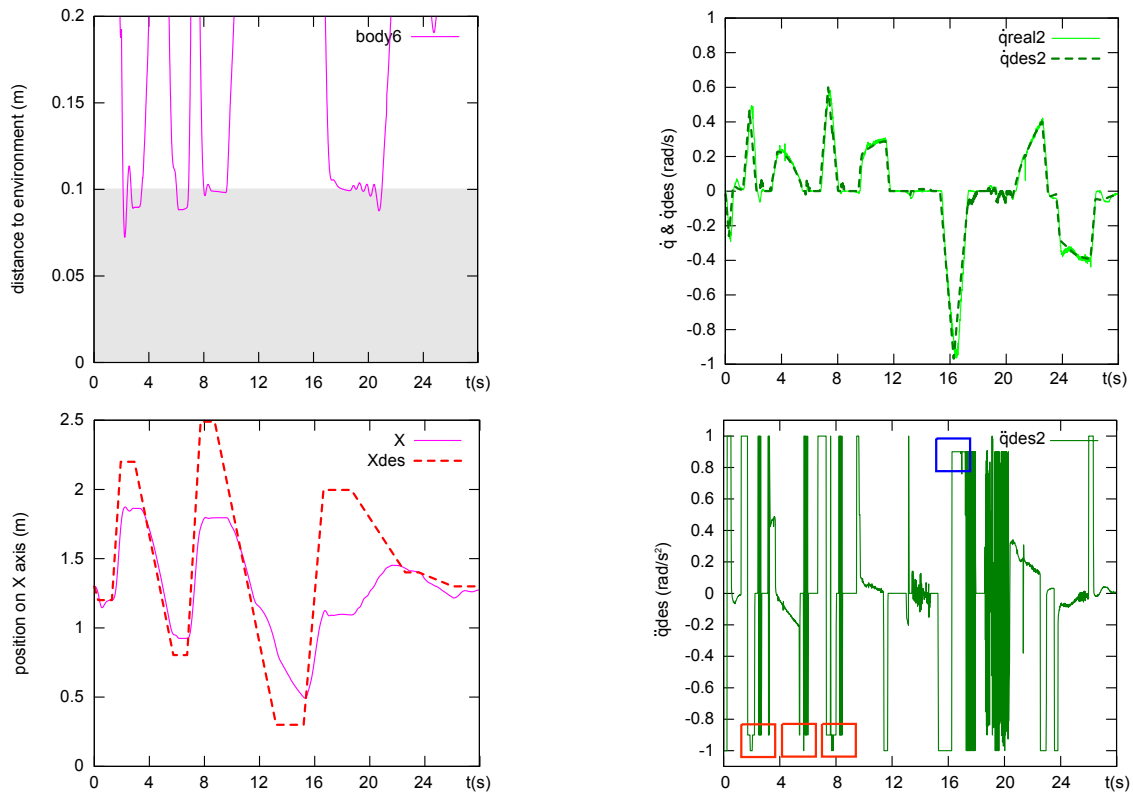 distance to environment (m)
0.2
0.15
0.1
0.05
0
body6
0 4 8 12 16 20 24 t(s)
q̇ & q̇des (rad/s)
1
0.8
0.6
0.4
0.2
0
-0.2
-0.4
-0.6
-0.8
-1
q̇real2
q̇des2
0 4 8 12 16 20 24 t(s)
position on X axis (m)
2.5
2
1.5
1
0.5
0
X
Xdes
0 4 8 12 16 20 24 t(s)
q̈des (rad/s²)
1
0.8
0.6
0.4
0.2
0
-0.2
-0.4
-0.6
-0.8
-1
q̈des2
0 4 8 12 16 20 24 t(s)